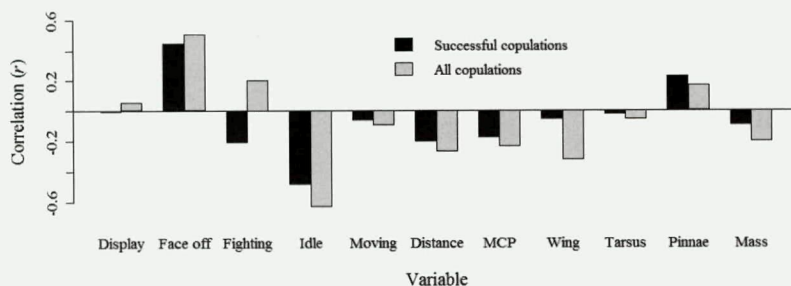 0.6
0.2
-0.2
-0.6
Correlation (r)
Successful copulations
All copulations
Display Face off Fighting Idle Moving Distance MCP Wing Tarsus Pinnae Mass
Variable